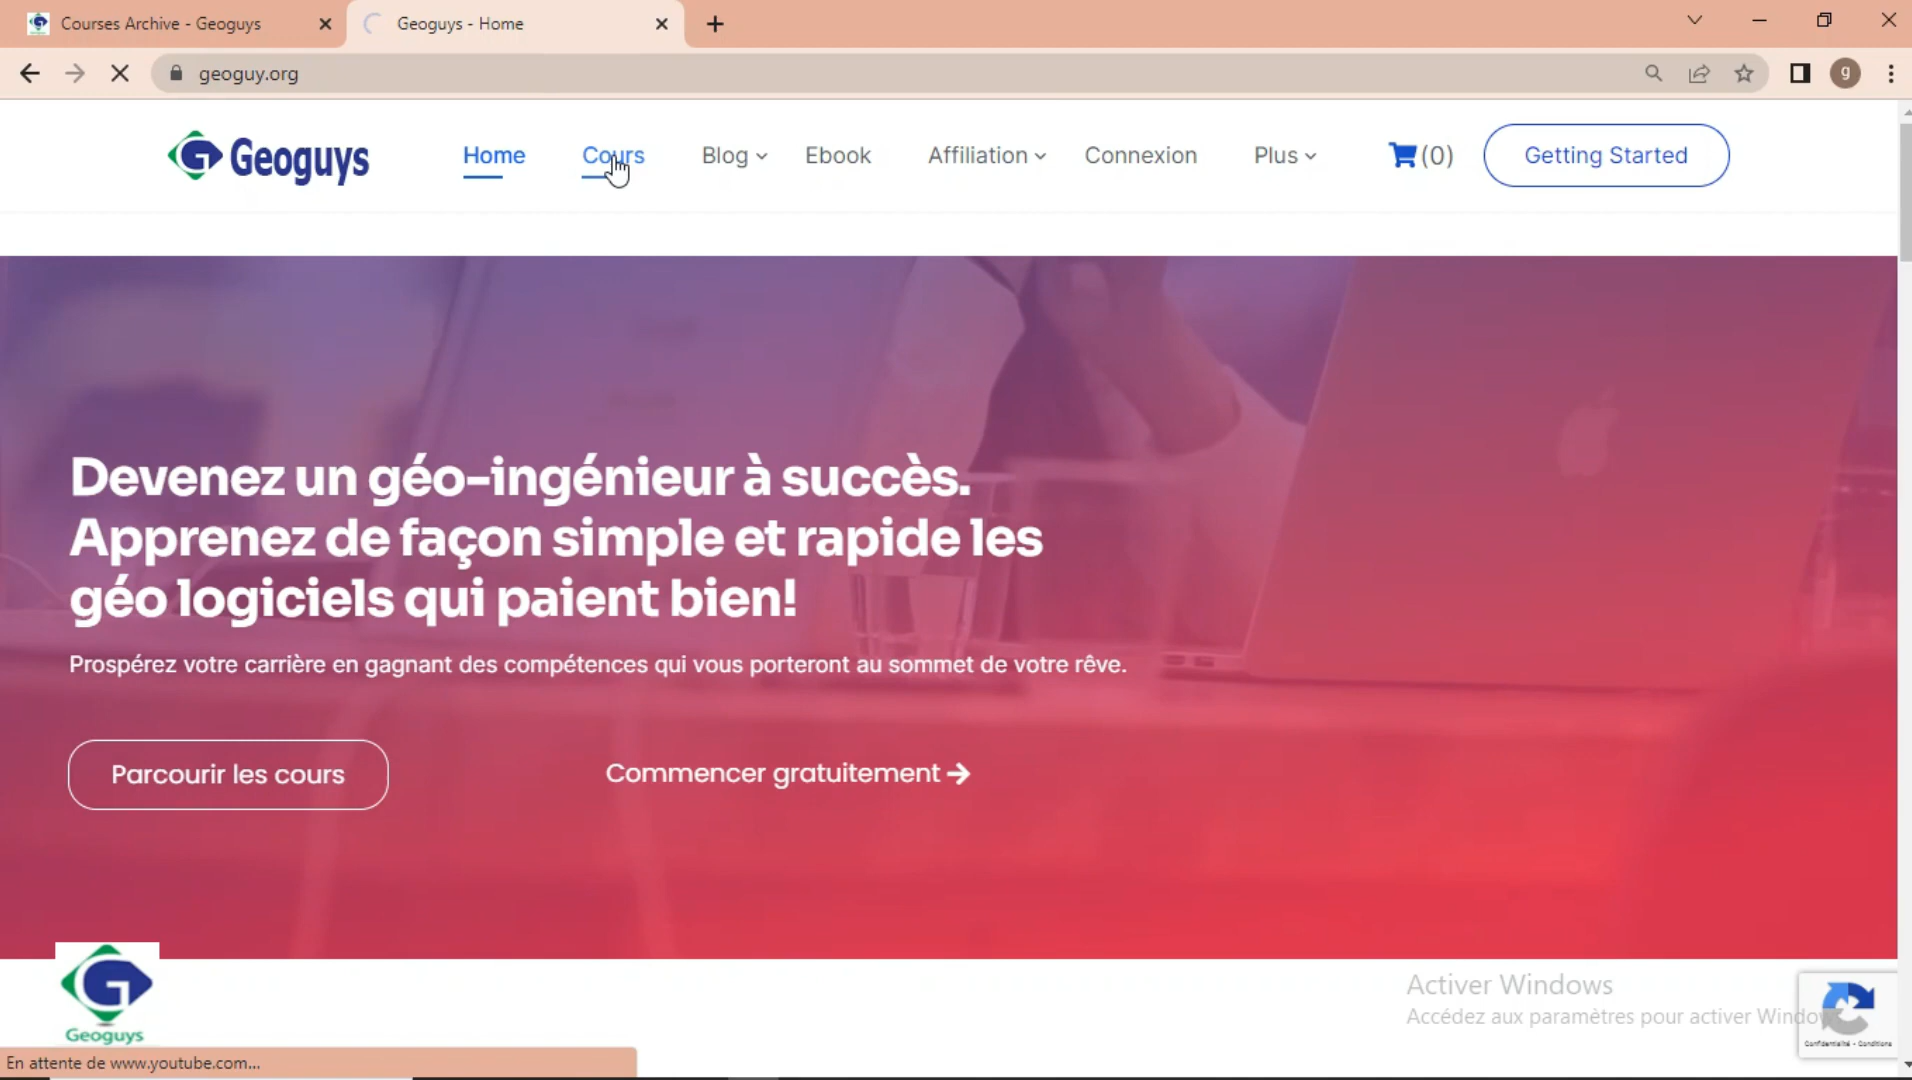 Courses Archive - Geoguys
Geoguys - Home
geoguy.org
g
Geoguys
Home
Cours
Blog
Ebook
Affiliation
Connexion
Plus
(0)
Getting Started
Devenez un géo-ingénieur à succès.
Apprenez de façon simple et rapide les
géo logiciels qui paient bien!
Prospérez votre carrière en gagnant des compétences qui vous porteront au sommet de votre rêve.
Parcourir les cours
Commencer gratuitement
Geoguys
Activer Windows
Accédez aux paramètres pour activer Windo
Confidentialité - Conditions
En attente de www.youtube.com...